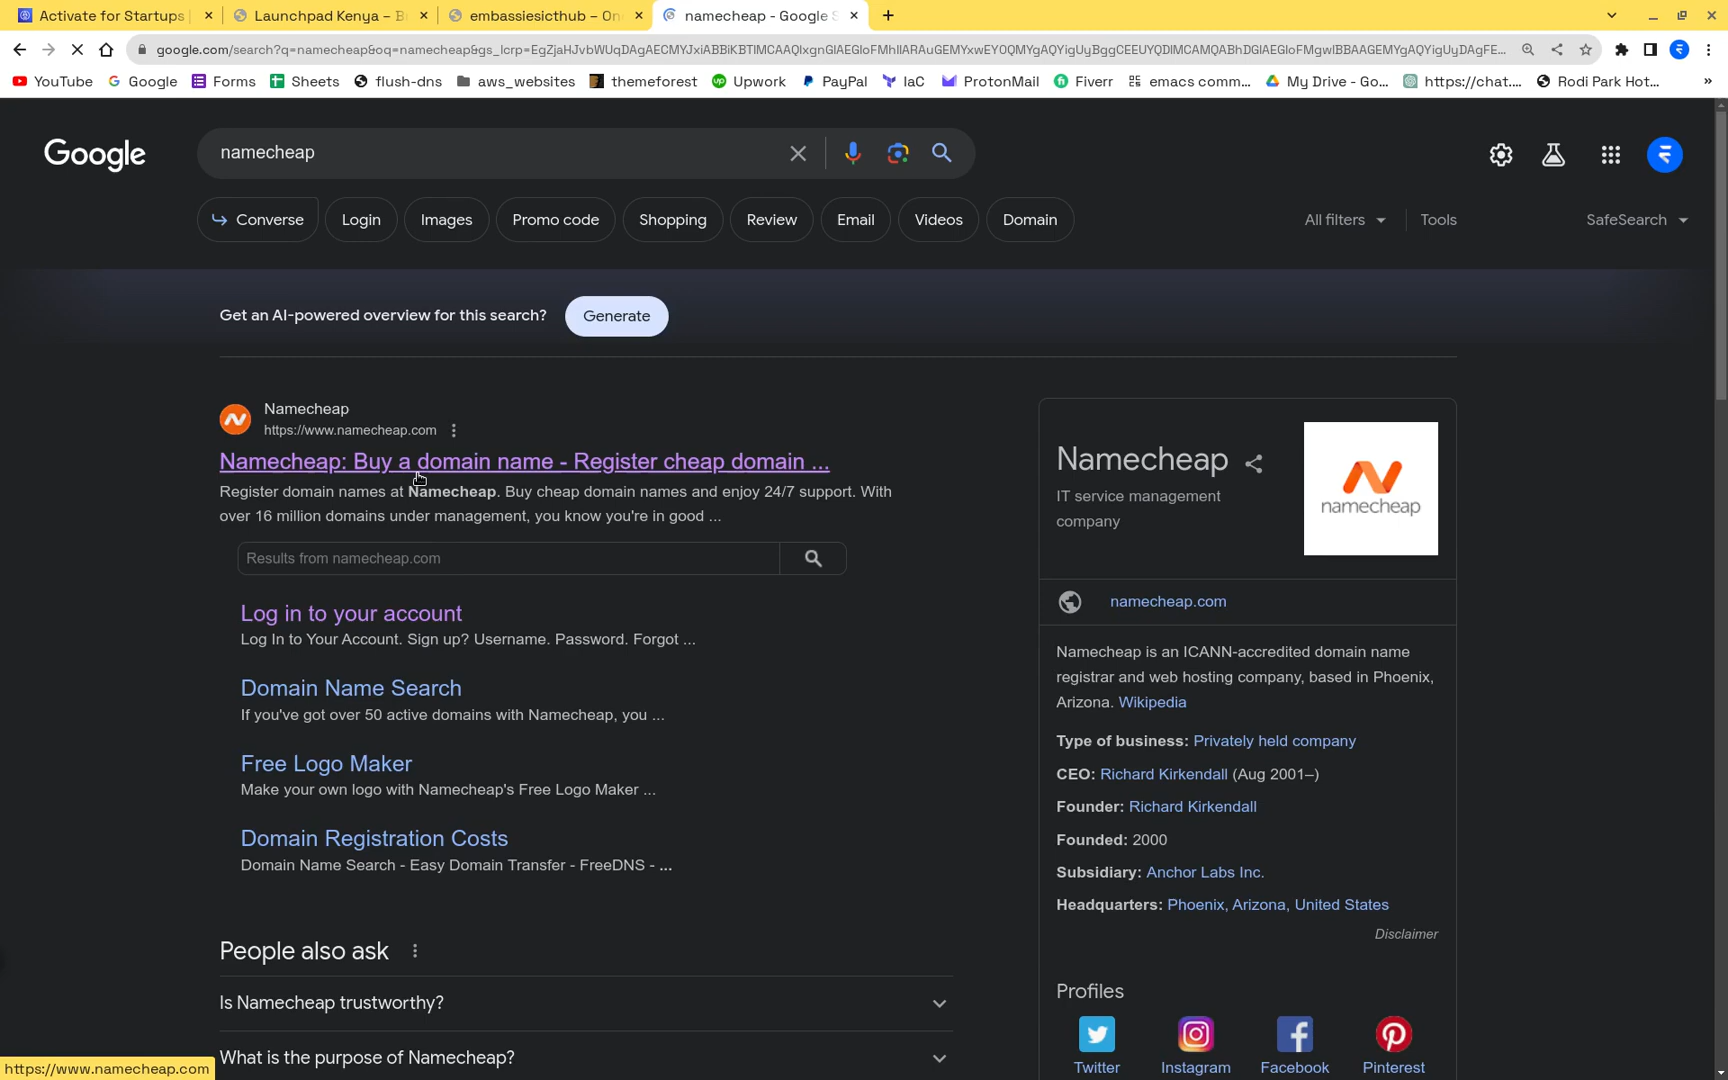 Activate for Startups
Launchpad Kenya – B
embassiesicthub – On
namecheap - Google S
google.com/search?q=namecheap&oq=namecheap&gs_lcrp=
YouTube
Google
Forms
Sheets
flush-dns
aws_websites
themeforest
Upwork
PayPal
IaC
ProtonMail
Fiverr
emacs comm...
My Drive - Go...
https://chat....
Rodi Park Hot...
»
Google
namecheap
Converse
Login
Images
Promo code
Shopping
Review
Email
Videos
Domain
All filters
Tools
SafeSearch
Get an AI-powered overview for this search?
Generate
Namecheap
https://www.namecheap.com
Namecheap: Buy a domain name - Register cheap domain ...
Register domain names at Namecheap. Buy cheap domain names and enjoy 24/7 support. With
over 16 million domains under management, you know you're in good ...
Results from namecheap.com
Log in to your account
Log In to Your Account. Sign up? Username. Password. Forgot ...
Domain Name Search
If you've got over 50 active domains with Namecheap, you ...
Free Logo Maker
Make your own logo with Namecheap's Free Logo Maker ...
Domain Registration Costs
Domain Name Search - Easy Domain Transfer - FreeDNS - ...
People also ask
Is Namecheap trustworthy?
What is the purpose of Namecheap?
Namecheap
IT service management
company
namecheap
namecheap.com
Namecheap is an ICANN-accredited domain name
registrar and web hosting company, based in Phoenix,
Arizona. Wikipedia
Type of business: Privately held company
CEO: Richard Kirkendall (Aug 2001–)
Founder: Richard Kirkendall
Founded: 2000
Subsidiary: Anchor Labs Inc.
Headquarters: Phoenix, Arizona, United States
Disclaimer
Profiles
Twitter
Instagram
Facebook
Pinterest
https://www.namecheap.com